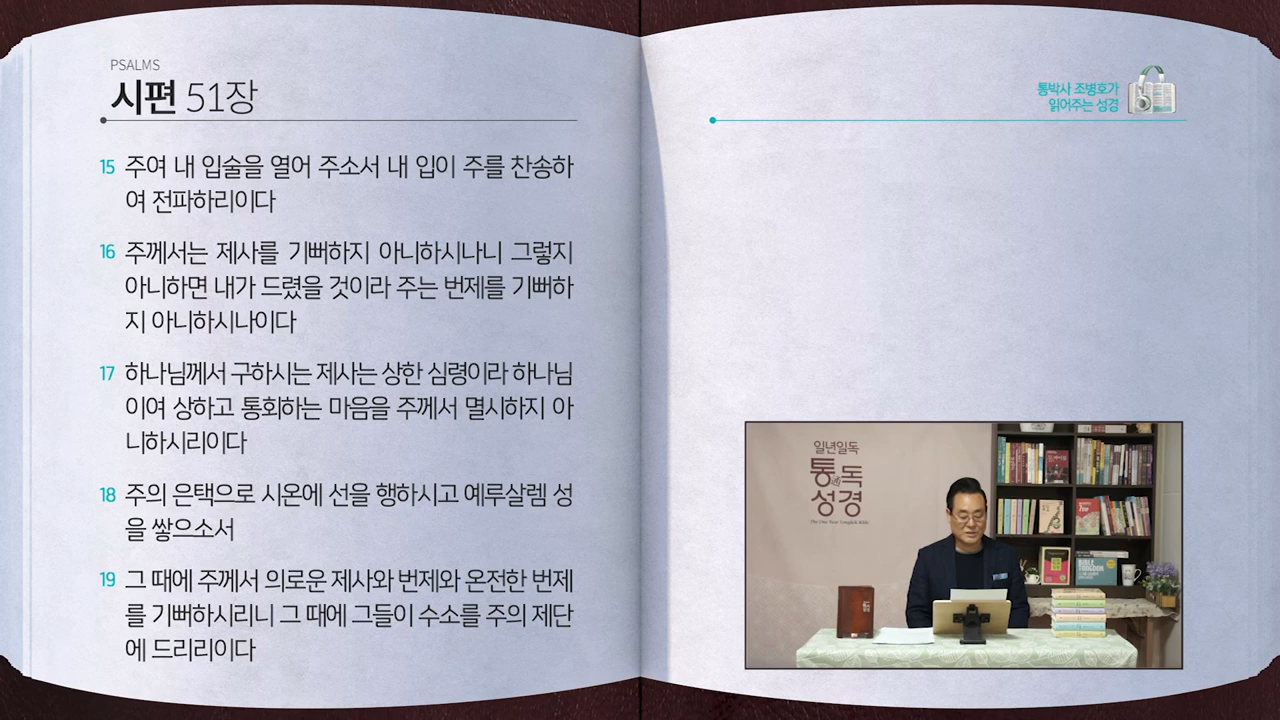 PSALMS
시편 51장
15 주여 내 입술을 열어 주소서 내 입이 주를 찬송하
여 전파하리이다
16 주께서는 제사를 기뻐하지 아니하시나니 그렇지
아니하면 내가 드렸을 것이라 주는 번제를 기뻐하
지 아니하시나이다
17 하나님께서 구하시는 제사는 상한 심령이라 하나님
이여 상하고 통회하는 마음을 주께서 멸시하지 아
니하시리이다
18 주의 은택으로 시온에 선을 행하시고 예루살렘 성
을 쌓으소서
19 그 때에 주께서 의로운 제사와 번제와 온전한 번제
를 기뻐하시리니 그 때에 그들이 수소를 주의 제단
에 드리리이다
통박사 조병호가
읽어주는 성경
일년일독
통독
성경
The One Year Tongdok Bible